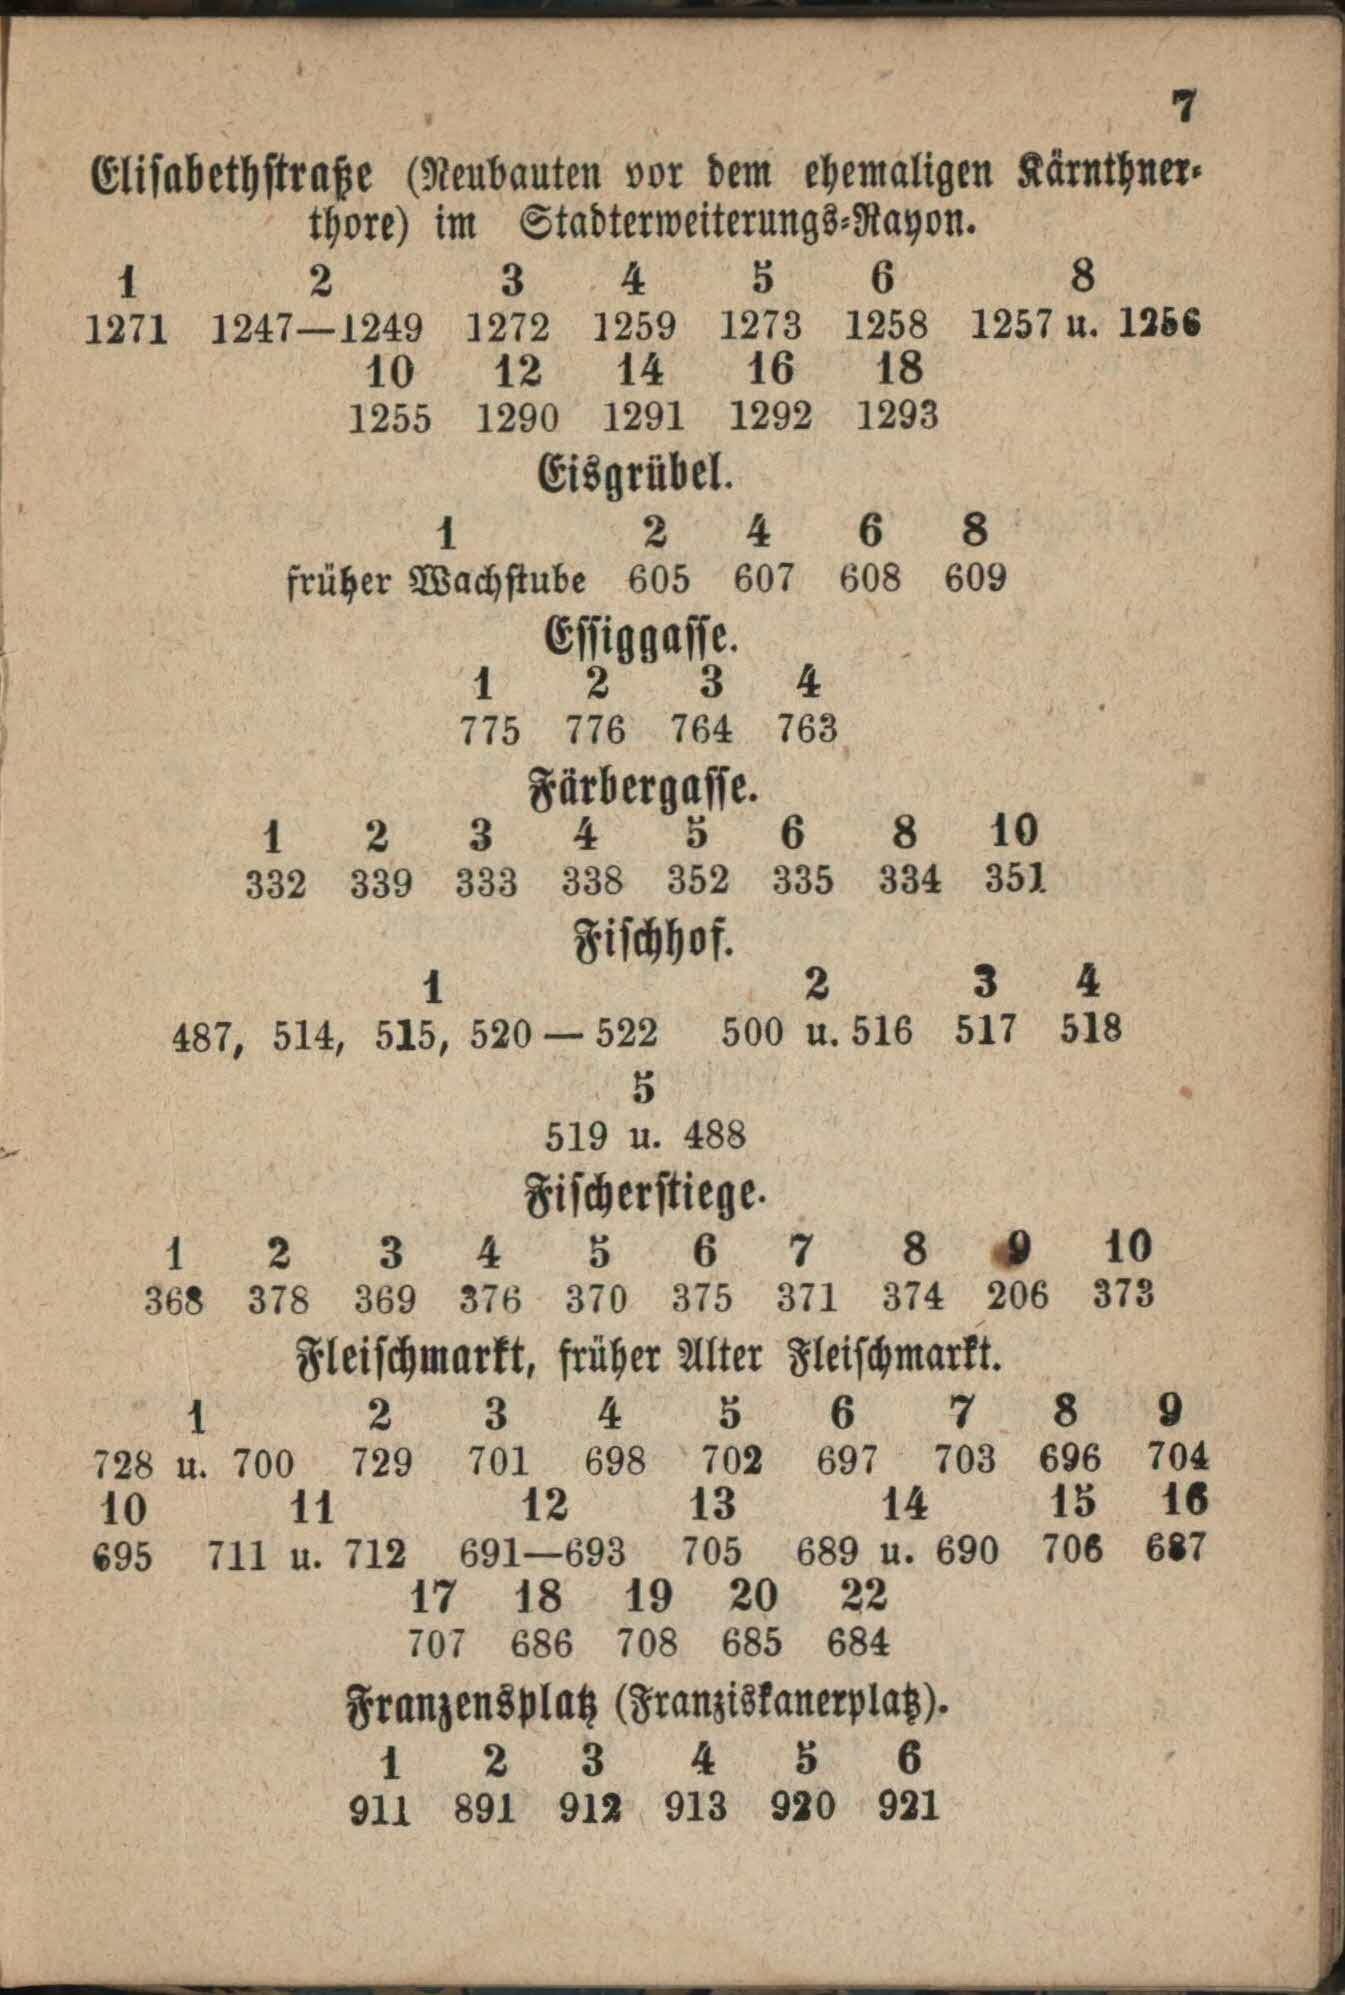 7
Elisabethstraße (Neubauten vor dem ehemaligen Kärnthner-
thore) im Stadterweiterungs-Rayon.
1 2 3 4 5 6 8
1271 1247—1249 1272 1259 1273 1258 1257 u. 1256
10 12 14 16 18
1255 1290 1291 1292 1293
Eisgrübel.
1 2 4 6 8
früher Wachstube 605 607 608 609
Essiggasse.
1 2 3 4
775 776 764 763
Färbergasse.
1 2 3 4 5 6 8 10
332 339 333 338 352 335 334 351
Fischhof.
1 2 3 4
487, 514, 515, 520 — 522 500 u. 516 517 518
5
519 u. 488
Fischerstiege.
1 2 3 4 5 6 7 8 9 10
368 378 369 376 370 375 371 374 206 373
Fleischmarkt, früher Alter Fleischmarkt.
1 2 3 4 5 6 7 8 9
728 u. 700 729 701 698 702 697 703 696 704
10 11 12 13 14 15 16
695 711 u. 712 691—693 705 689 u. 690 706 687
17 18 19 20 22
707 686 708 685 684
Franzensplatz (Franziskanerplatz).
1 2 3 4 5 6
911 891 912 913 920 921